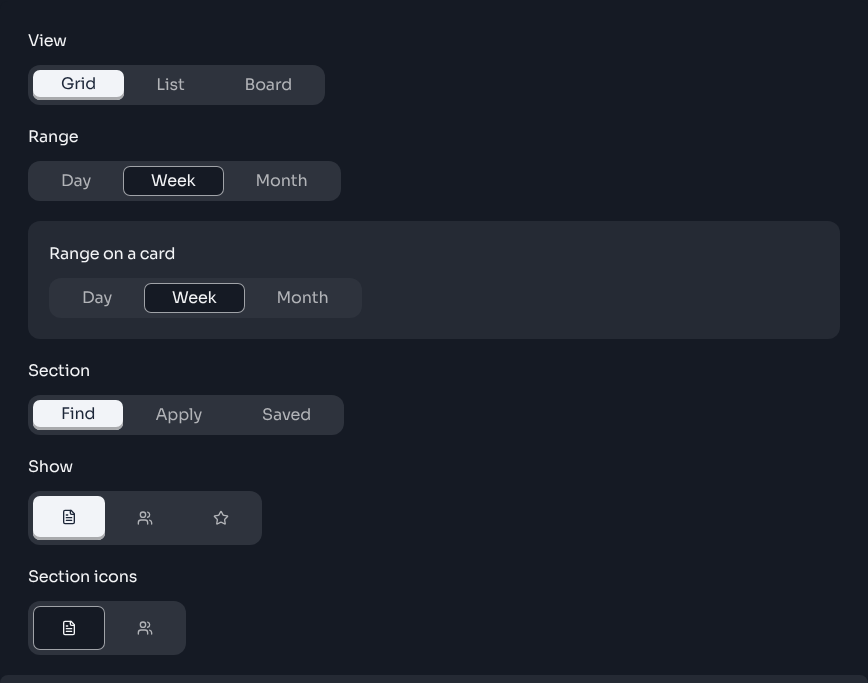 View
Grid List Board
Range
Day Week Month
Range on a card
Day Week Month
Section
Find Apply Saved
Show
Section icons